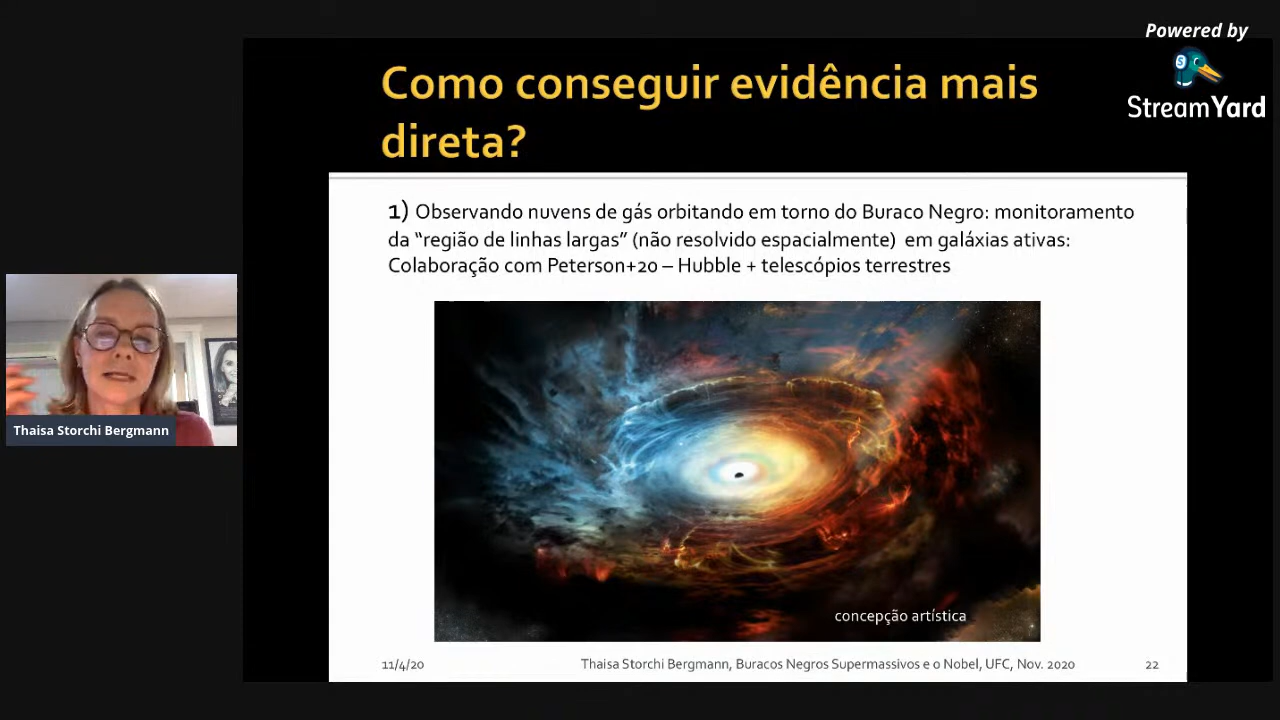 Powered by
StreamYard
Como conseguir evidência mais
direta?
1) Observando nuvens de gás orbitando em torno do Buraco Negro: monitoramento
da “região de linhas largas” (não resolvido espacialmente) em galáxias ativas:
Colaboração com Peterson+20 – Hubble + telescópios terrestres
Thaisa Storchi Bergmann
concepção artística
11/4/20 Thaisa Storchi Bergmann, Buracos Negros Supermassivos e o Nobel, UFC, Nov. 2020 22